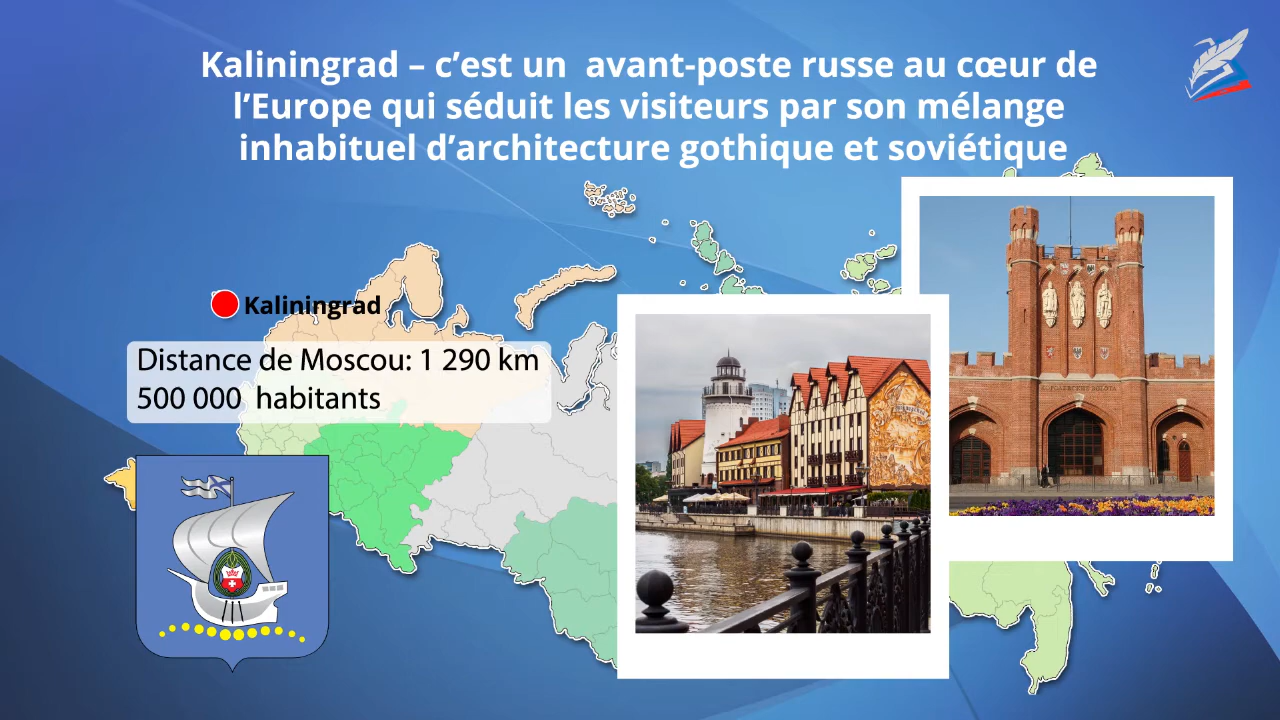 Kaliningrad – c’est un  avant-poste russe au cœur de
l’Europe qui séduit les visiteurs par son mélange
inhabituel d’architecture gothique et soviétique
Kaliningrad
Distance de Moscou: 1 290 km
500 000  habitants